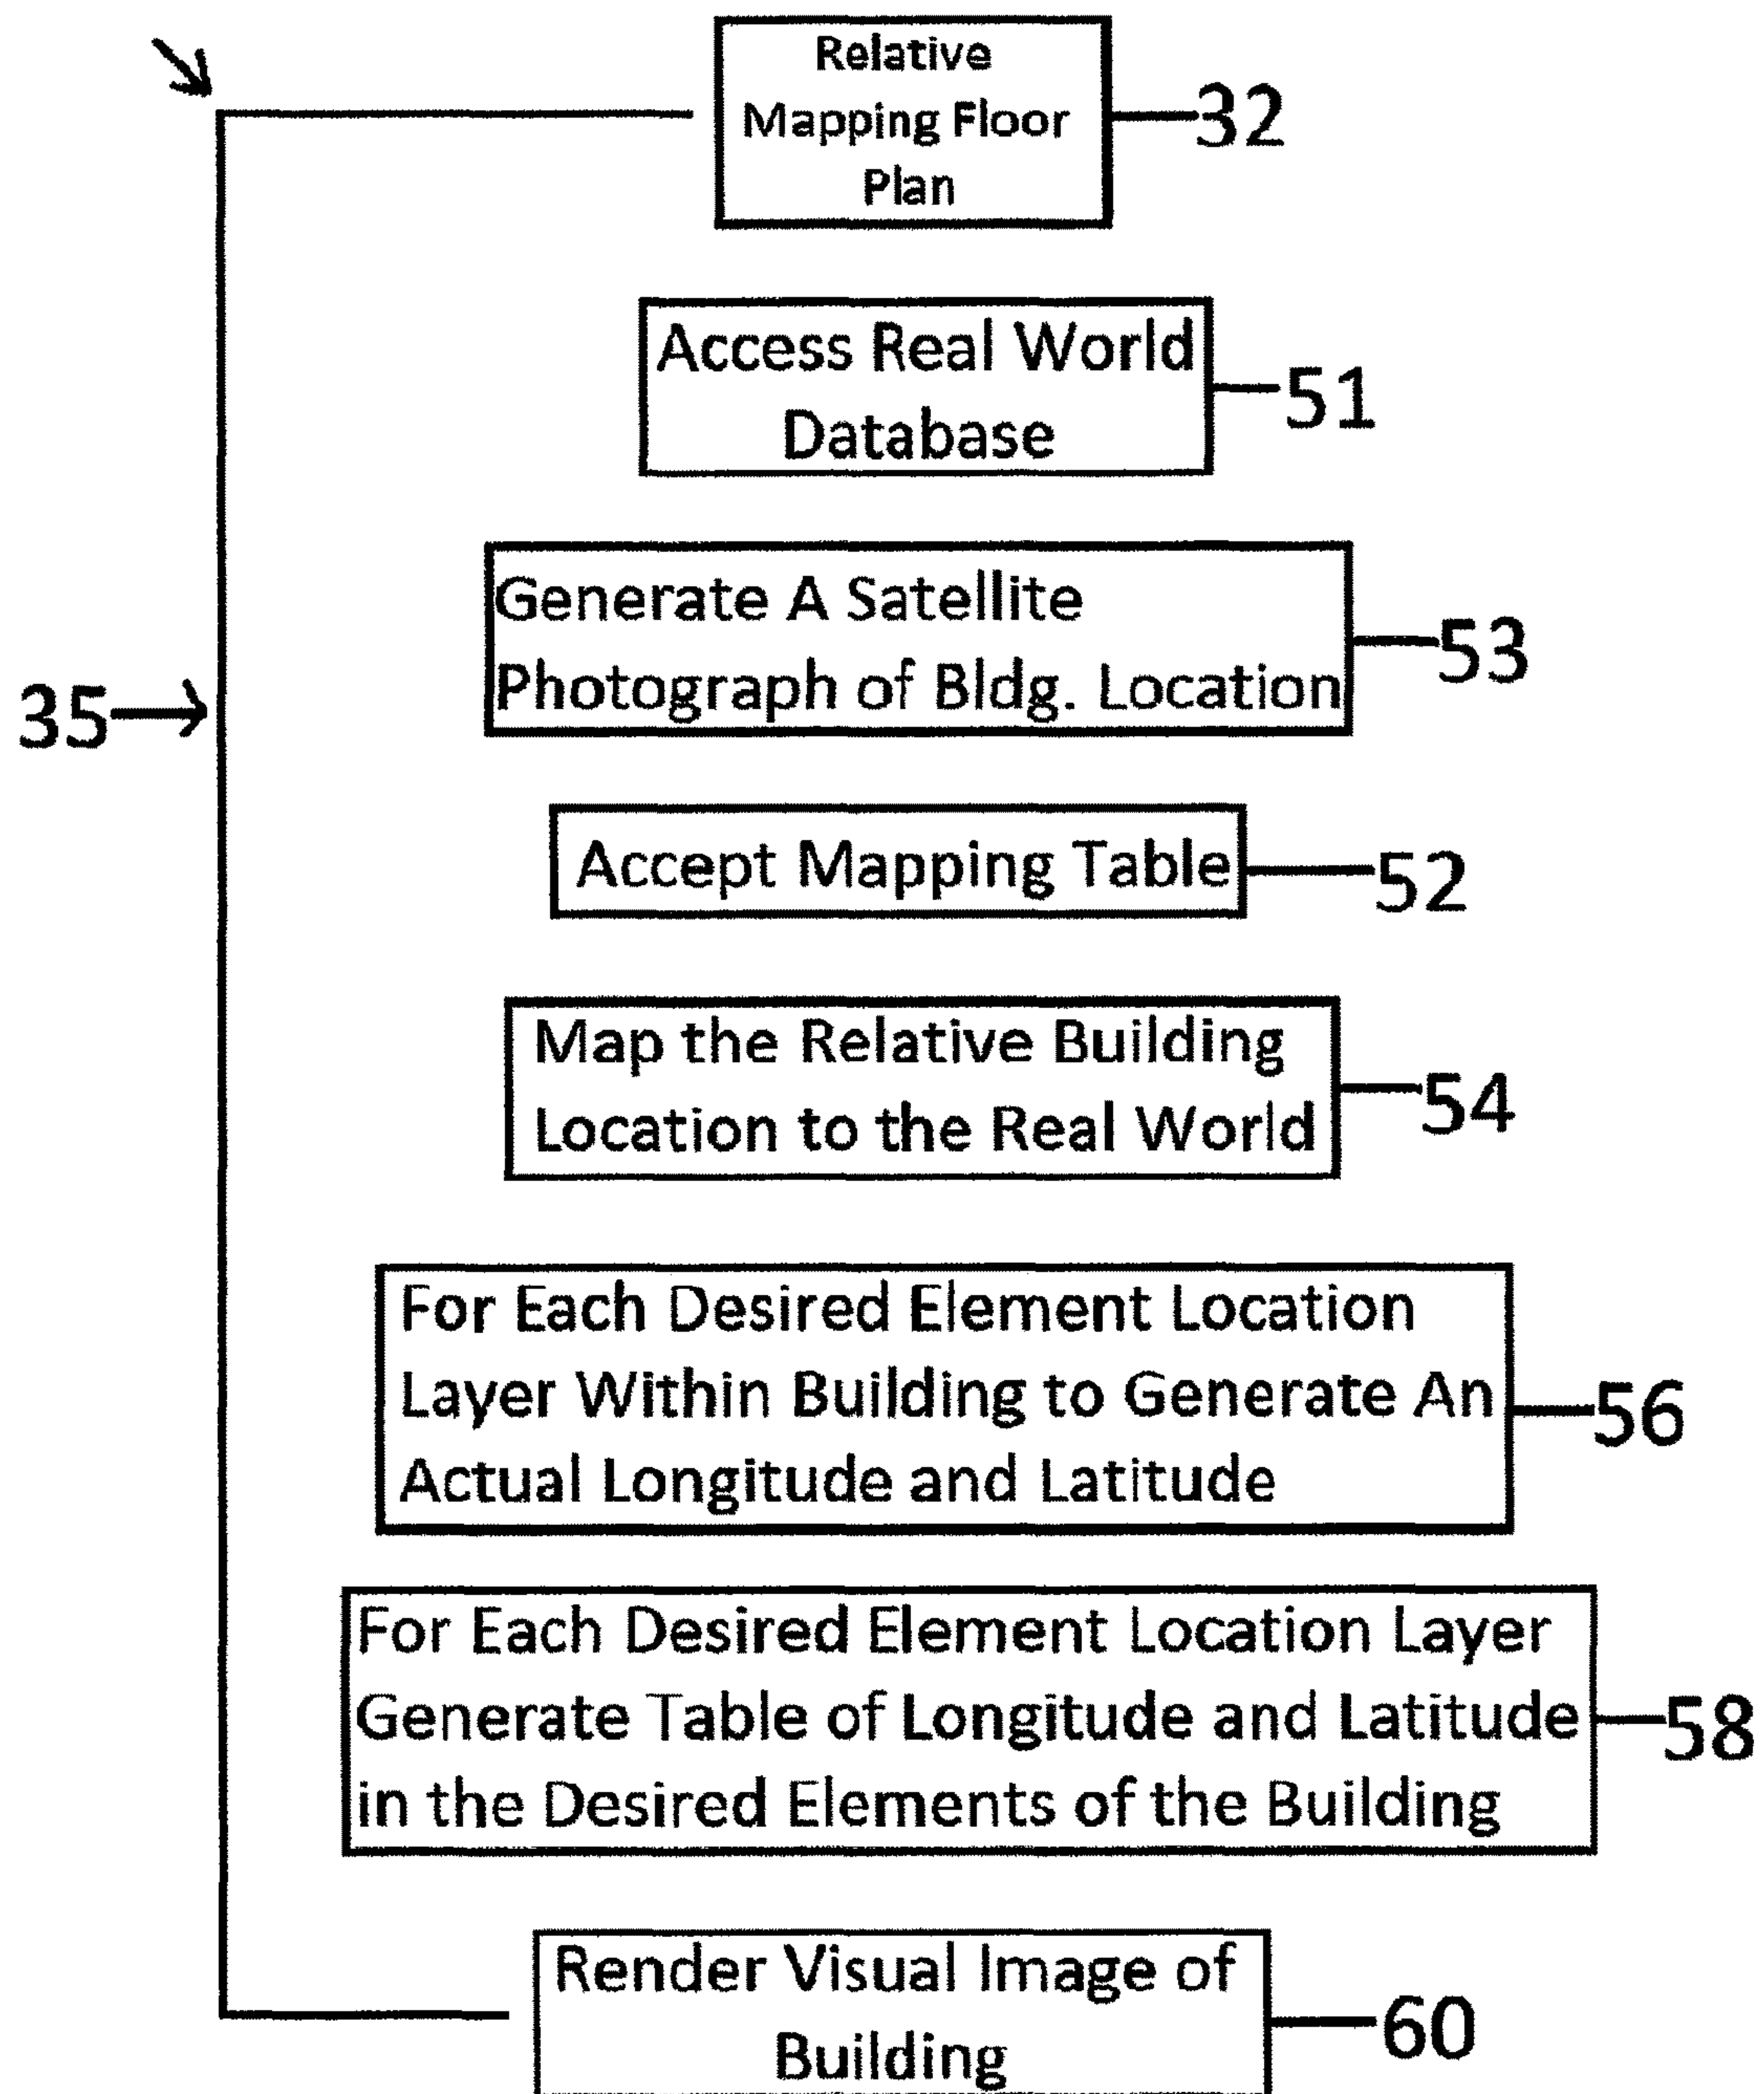 Relative
Mapping Floor
Plan
32
Access Real World
Database
51
Generate A Satellite
Photograph of Bldg. Location
53
35
Accept Mapping Table
52
Map the Relative Building
Location to the Real World
54
For Each Desired Element Location
Layer Within Building to Generate An
Actual Longitude and Latitude
56
For Each Desired Element Location Layer
Generate Table of Longitude and Latitude
in the Desired Elements of the Building
58
Render Visual Image of
Building
60